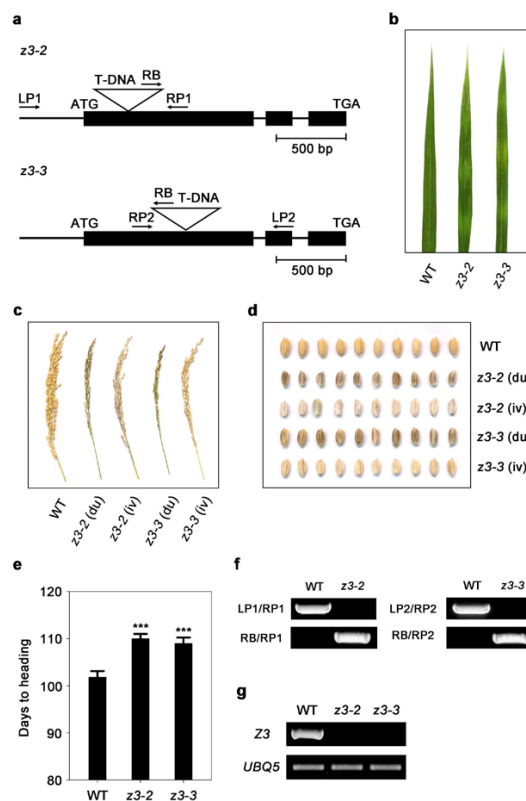 a
z3-2
T-DNA RB
LP1 ATG RP1 TGA
500 bp
z3-3
RB T-DNA
ATG RP2 LP2 TGA
500 bp
b
WT z3-2 z3-3
c
WT z3-2 (du) z3-2 (iv) z3-3 (du) z3-3 (iv)
d
WT
z3-2 (du
z3-2 (iv)
z3-3 (du
z3-3 (iv)
e
Days to heading
120
110
100
90
80
*** ***
WT z3-2 z3-3
f
WT z3-2
LP1/RP1
RB/RP1
WT z3-3
LP2/RP2
RB/RP2
g
WT z3-2 z3-3
Z3
UBQ5